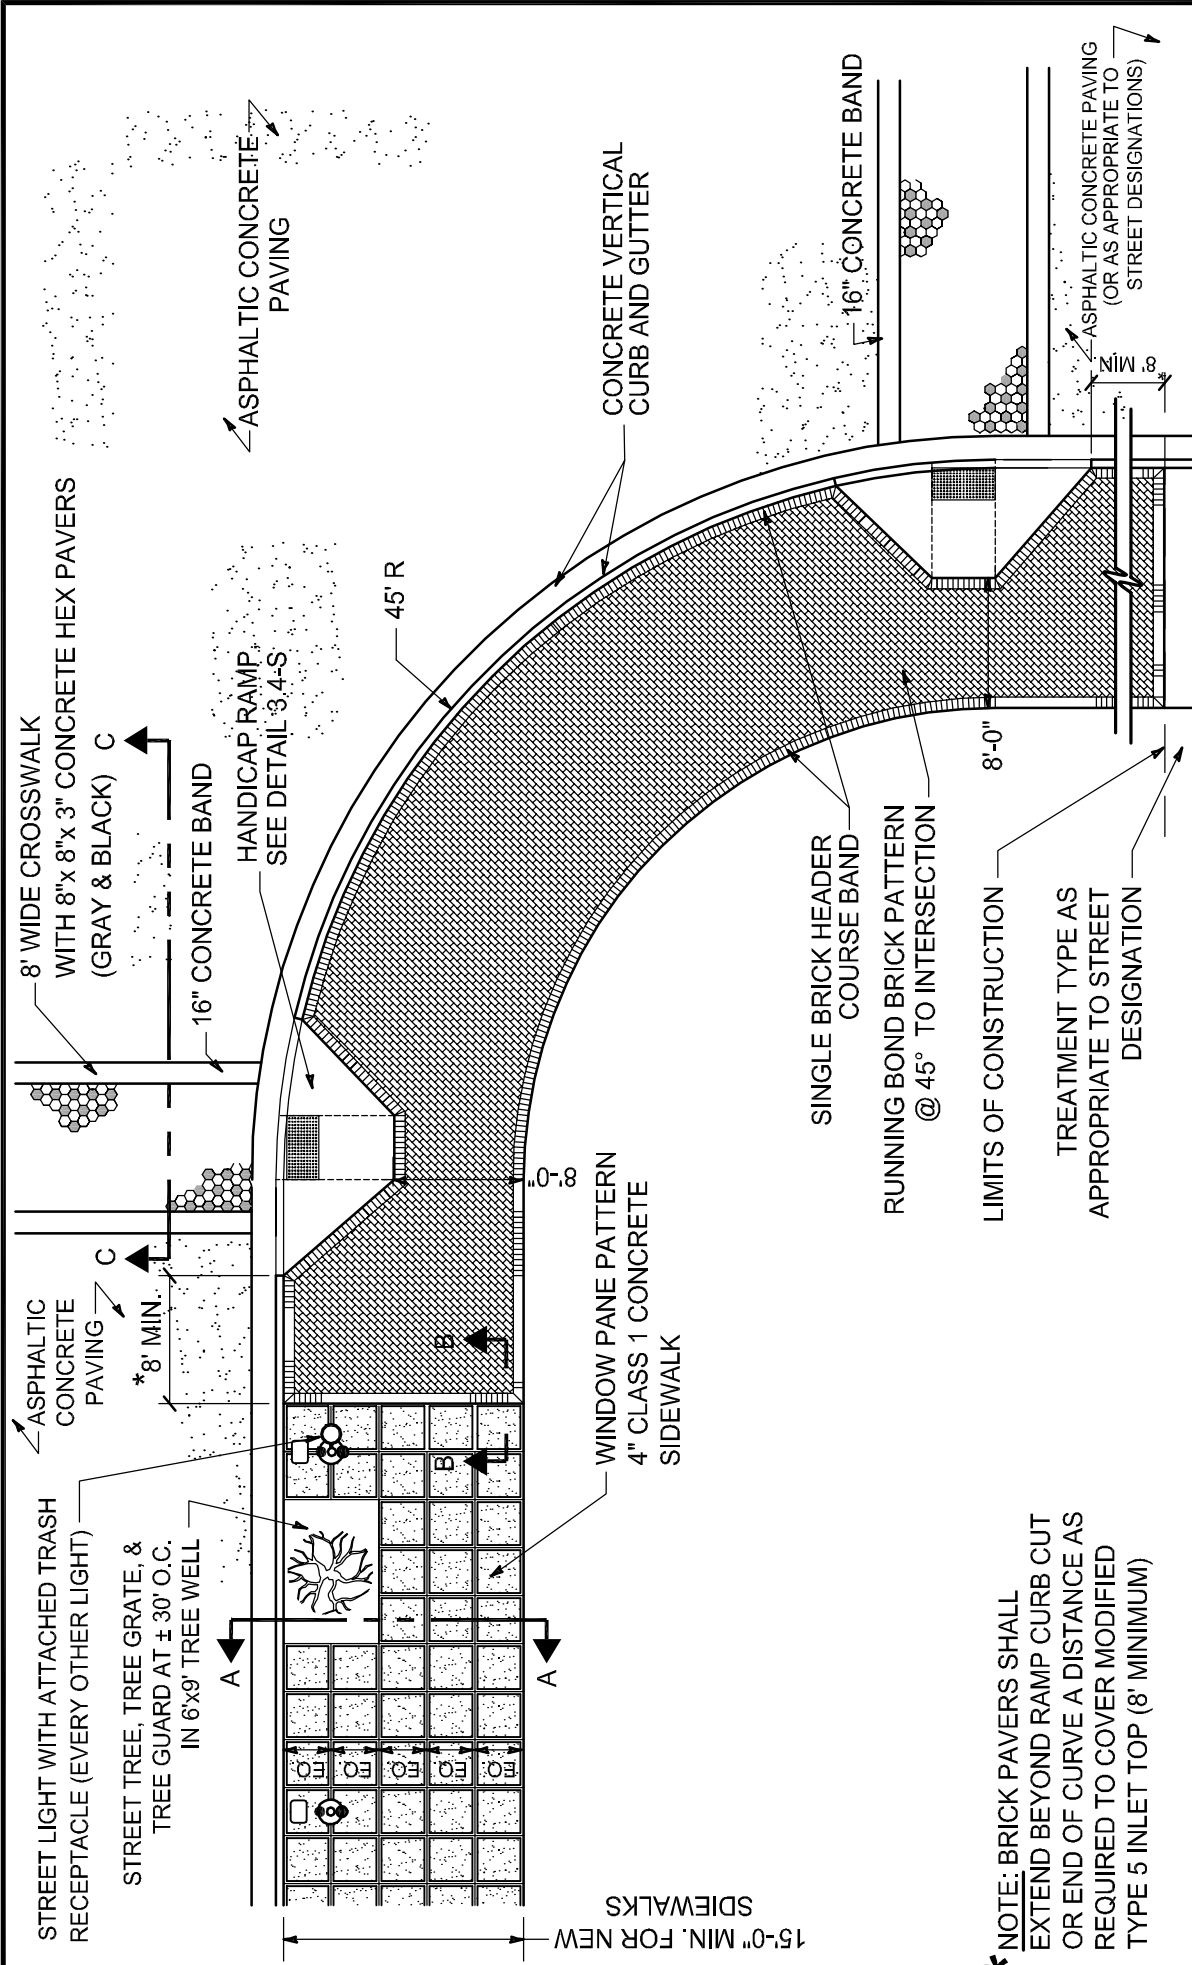 STREET LIGHT WITH ATTACHED TRASH
RECEPTACLE (EVERY OTHER LIGHT)
STREET TREE, TREE GRATE, &
TREE GUARD AT ± 30' O.C.
IN 6'x9' TREE WELL
ASPHALTIC
CONCRETE
PAVING
*8' MIN.
C
C
8' WIDE CROSSWALK
WITH 8"x 8"x 3" CONCRETE HEX PAVERS
(GRAY & BLACK)
16" CONCRETE BAND
HANDICAP RAMP
SEE DETAIL 3.4-S
45' R
ASPHALTIC CONCRETE
PAVING
CONCRETE VERTICAL
CURB AND GUTTER
16" CONCRETE BAND
ASPHALTIC CONCRETE PAVING
(OR AS APPROPRIATE TO
STREET DESIGNATIONS)
*8' MIN
A
A
B
B
EQ
EQ
EQ
EQ
EQ
15'-0" MIN. FOR NEW
SDIEWALKS
8'-0"
8'-0"
WINDOW PANE PATTERN
4" CLASS 1 CONCRETE
SIDEWALK
SINGLE BRICK HEADER
COURSE BAND
RUNNING BOND BRICK PATTERN
@ 45° TO INTERSECTION
LIMITS OF CONSTRUCTION
TREATMENT TYPE AS
APPROPRIATE TO STREET
DESIGNATION
* NOTE: BRICK PAVERS SHALL
EXTEND BEYOND RAMP CURB CUT
OR END OF CURVE A DISTANCE AS
REQUIRED TO COVER MODIFIED
TYPE 5 INLET TOP (8' MINIMUM)